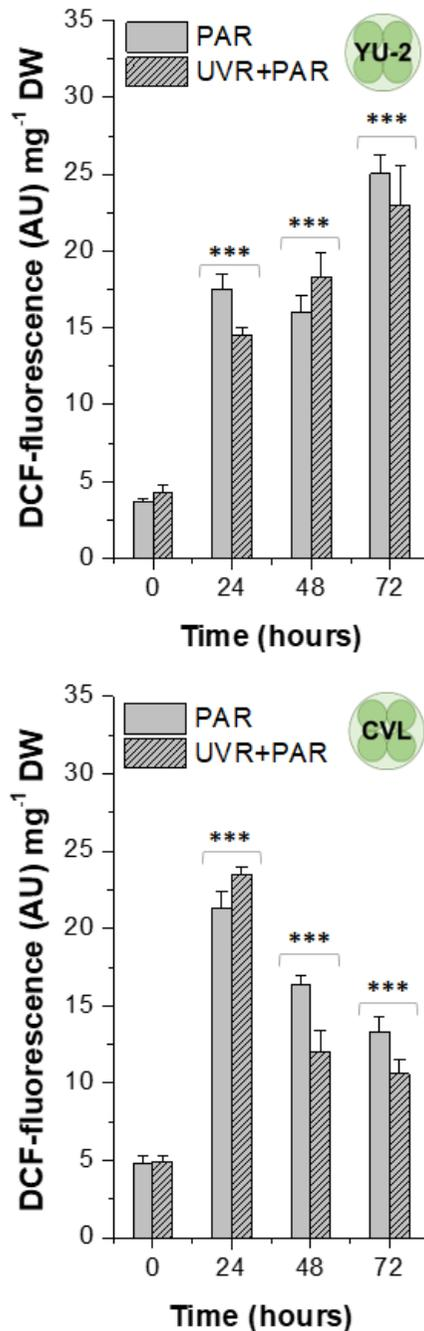 35
30
25
20
15
10
5
0
DCF-fluorescence (AU) mg⁻¹ DW
PAR
UVR+PAR
YU-2
***
***
***
0 24 48 72
Time (hours)
35
30
25
20
15
10
5
0
DCF-fluorescence (AU) mg⁻¹ DW
PAR
UVR+PAR
CVL
***
***
***
0 24 48 72
Time (hours)